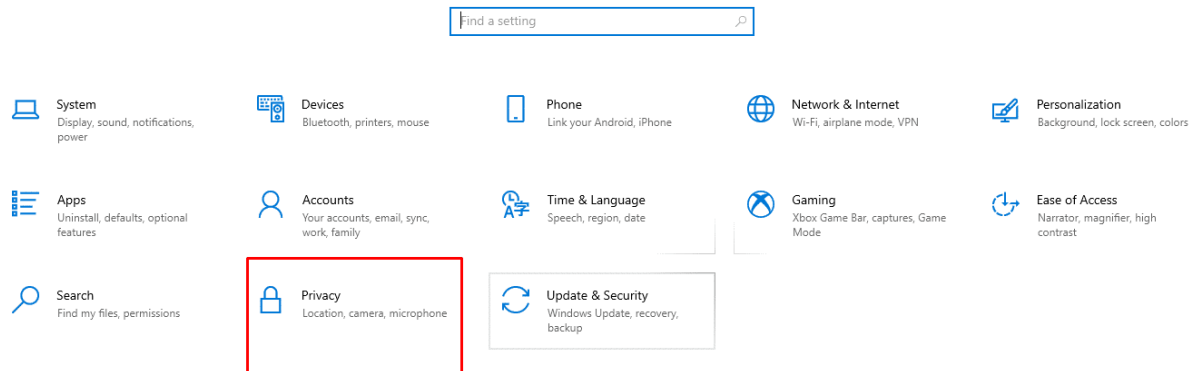 Find a setting
System
Display, sound, notifications,
power
Devices
Bluetooth, printers, mouse
Phone
Link your Android, iPhone
Network & Internet
Wi-Fi, airplane mode, VPN
Personalization
Background, lock screen, colors
Apps
Uninstall, defaults, optional
features
Accounts
Your accounts, email, sync,
work, family
Time & Language
Speech, region, date
Gaming
Xbox Game Bar, captures, Game
Mode
Ease of Access
Narrator, magnifier, high
contrast
Search
Find my files, permissions
Privacy
Location, camera, microphone
Update & Security
Windows Update, recovery,
backup